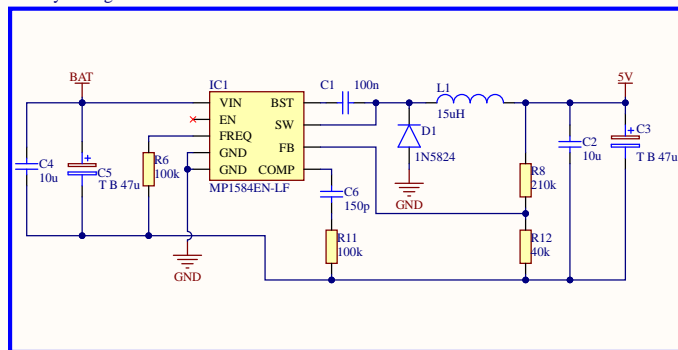 BAT
5V
IC1
C1
100n
L1
VIN
BST
15uH
EN
SW
D1
C3
FREQ
FB
C2
C4
R6
1N5824
10u
T B 47u
10u
C5
100k
GND
R8
T B 47u
GND
COMP
210k
MP1584EN-LF
C6
150p
GND
R11
R12
100k
40k
GND